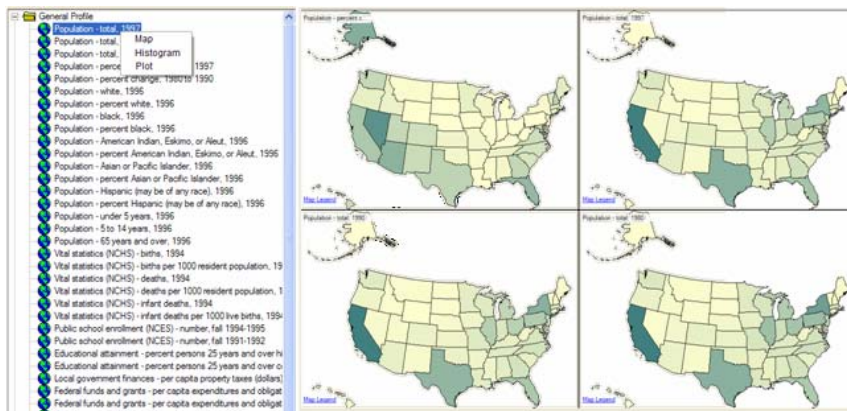 General Profile
Population - total, 1997
Population - total,
Population - total,
Population - perce 1997
Population - percent change, 1980 to 1990
Population - white, 1996
Population - percent white, 1996
Population - black, 1996
Population - percent black, 1996
Population - American Indian, Eskimo, or Aleut, 1996
Population - percent American Indian, Eskimo, or Aleut, 1996
Population - Asian or Pacific Islander, 1996
Population - percent Asian or Pacific Islander, 1996
Population - Hispanic (may be of any race), 1996
Population - percent Hispanic (may be of any race), 1996
Population - under 5 years, 1996
Population - 5 to 14 years, 1996
Population - 65 years and over, 1996
Vital statistics (NCHS) - births, 1994
Vital statistics (NCHS) - births per 1000 resident population, 19
Vital statistics (NCHS) - deaths, 1994
Vital statistics (NCHS) - deaths per 1000 resident population, 1
Vital statistics (NCHS) - infant deaths, 1994
Vital statistics (NCHS) - infant deaths per 1000 live births, 1994
Public school enrollment (NCES) - number, fall 1994-1995
Public school enrollment (NCES) - number, fall 1991-1992
Educational attainment - percent persons 25 years and over hi
Educational attainment - percent persons 25 years and over c
Local government finances - per capita property taxes (dollars)
Federal funds and grants - per capita expenditures and obligat
Federal funds and grants - per capita expenditures and obligat
Map
Histogram
Plot
Population - percent c
Map Legend
Population - total, 1997
Map Legend
Population - total, 1990
Map Legend
Population - total, 1980
Map Legend